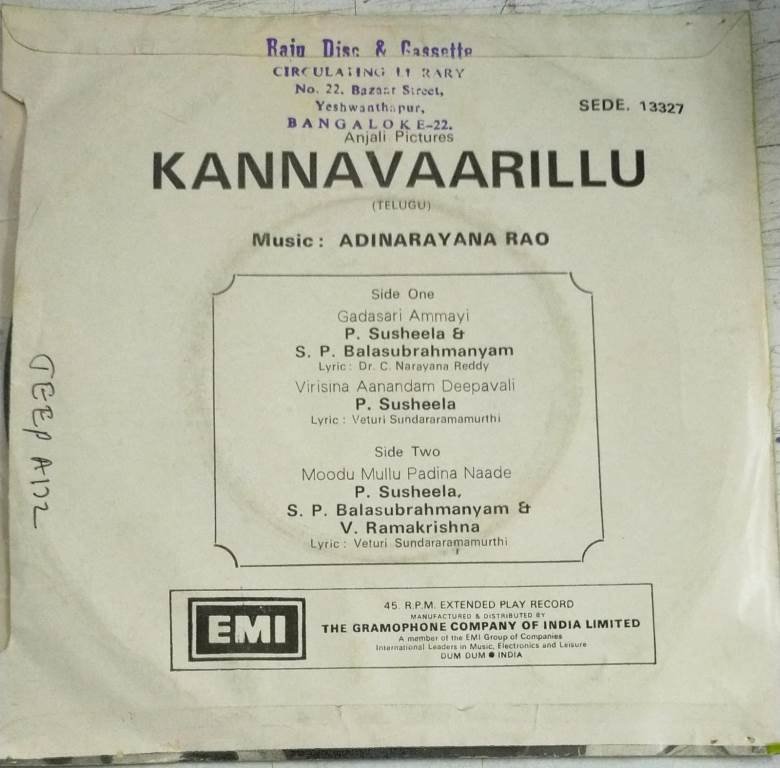 Rain Disc & Cassette
CIRCULATING LIBRARY
No. 22, Bazaar Street,
Yeshwanthapur,
BANGALORE-22.
SEDE. 13327
Anjali Pictures
KANNAVAARILLU
(TELUGU)
Music : ADINARAYANA RAO
Side One
Gadasari Ammayi
P. Susheela &
S. P. Balasubrahmanyam
Lyric : Dr. C. Narayana Reddy
Virisina Aanandam Deepavali
P. Susheela
Lyric : Veturi Sundararamamurthi
Side Two
Moodu Mullu Padina Naade
P. Susheela,
S. P. Balasubrahmanyam &
V. Ramakrishna
Lyric : Veturi Sundararamamurthi
TEEP A172
EMI
45. R.P.M. EXTENDED PLAY RECORD
MANUFACTURED & DISTRIBUTED BY
THE GRAMOPHONE COMPANY OF INDIA LIMITED
A member of the EMI Group of Companies
International Leaders in Music, Electronics and Leisure
DUM DUM ● INDIA